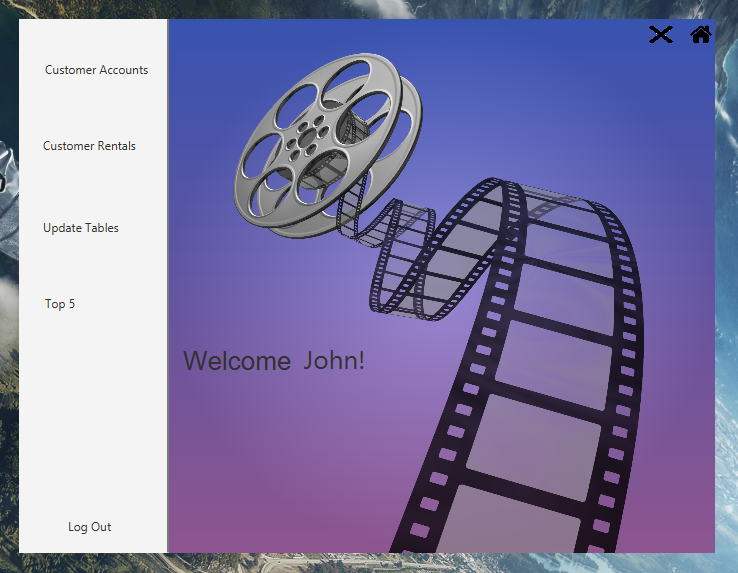 Customer Accounts
Customer Rentals
Update Tables
Top 5
Welcome John!
Log Out